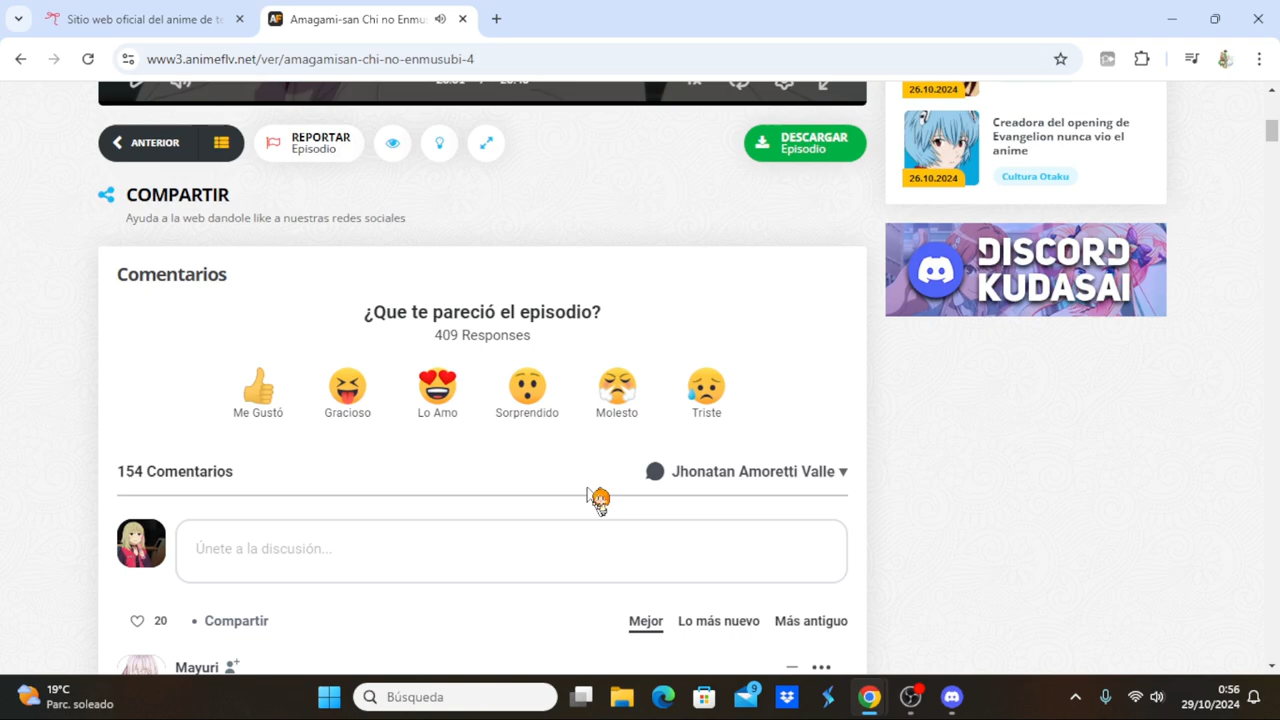 Sitio web oficial del anime de te
AF
Amagami-san Chi no Enmu
www3.animeflv.net/ver/amagamisan-chi-no-enmusubi-4
26.10.2024
Creadora del opening de
Evangelion nunca vio el
anime
Cultura Otaku
26.10.2024
ANTERIOR
REPORTAR
Episodio
DESCARGAR
Episodio
COMPARTIR
Ayuda a la web dandole like a nuestras redes sociales
DISCORD
KUDASAI
Comentarios
¿Que te pareció el episodio?
409 Responses
Me Gustó
Gracioso
Lo Amo
Sorprendido
Molesto
Triste
154 Comentarios
Jhonatan Amoretti Valle
Únete a la discusión...
20
• Compartir
Mejor
Lo más nuevo
Más antiguo
Mayuri
19°C
Parc. soleado
Búsqueda
9
0:56
29/10/2024